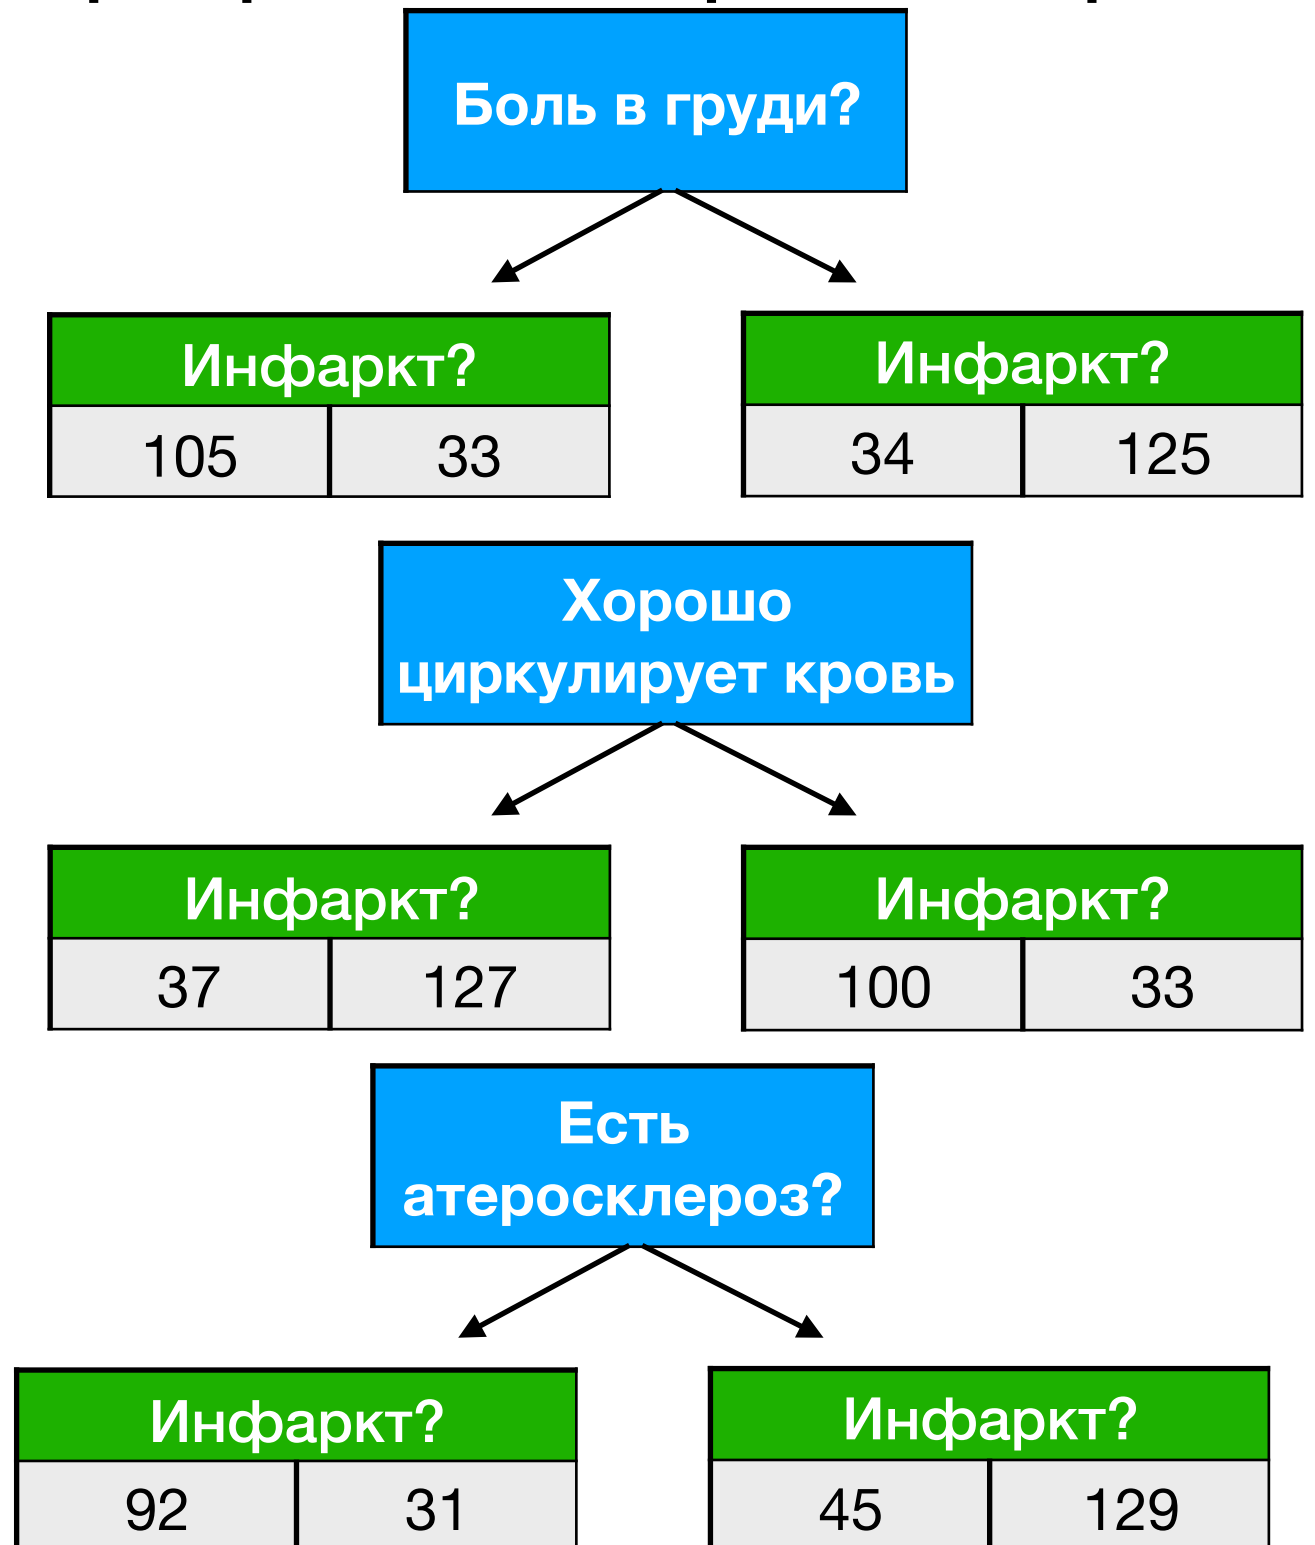 Боль в груди?
Инфаркт?
Инфаркт?
105
33
34
125
Хорошо
циркулирует кровь
Инфаркт?
Инфаркт?
37
127
100
33
Есть
атеросклероз?
Инфаркт?
Инфаркт?
92
31
45
129